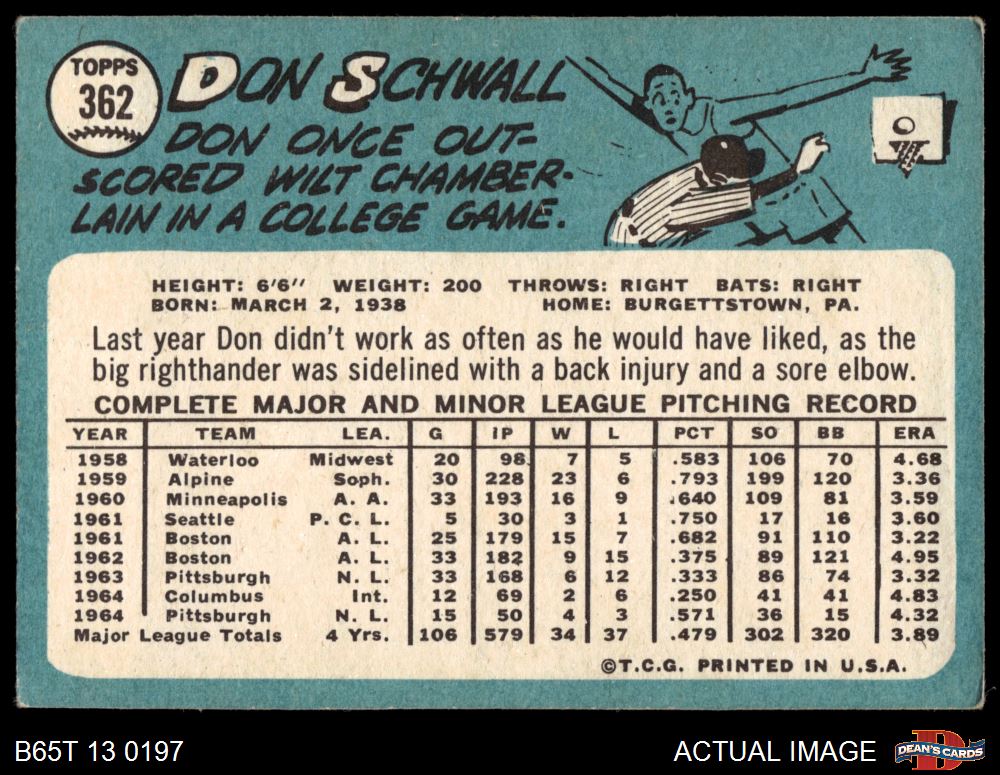 TOPPS
362
DON SCHWALL
DON ONCE OUT-
SCORED WILT CHAMBER-
LAIN IN A COLLEGE GAME.
HEIGHT: 6'6" WEIGHT: 200 THROWS: RIGHT BATS: RIGHT
BORN: MARCH 2, 1938 HOME: BURGETTSTOWN, PA.
Last year Don didn't work as often as he would have liked, as the
big righthander was sidelined with a back injury and a sore elbow.
COMPLETE MAJOR AND MINOR LEAGUE PITCHING RECORD
YEAR TEAM LEA. G IP W L PCT SO BB ERA
1958 Waterloo Midwest 20 98 7 5 .583 106 70 4.68
1959 Alpine Soph. 30 228 23 6 .793 199 120 3.36
1960 Minneapolis A. A. 33 193 16 9 .640 109 81 3.59
1961 Seattle P. C. L. 5 30 3 1 .750 17 16 3.60
1961 Boston A. L. 25 179 15 7 .682 91 110 3.22
1962 Boston A. L. 33 182 9 15 .375 89 121 4.95
1963 Pittsburgh N. L. 33 168 6 12 .333 86 74 3.32
1964 Columbus Int. 12 69 2 6 .250 41 41 4.83
1964 Pittsburgh N. L. 15 50 4 3 .571 36 15 4.32
Major League Totals 4 Yrs. 106 579 34 37 .479 302 320 3.89
©T.C.G. PRINTED IN U.S.A.
B65T 13 0197 ACTUAL IMAGE DEAN'S CARDS